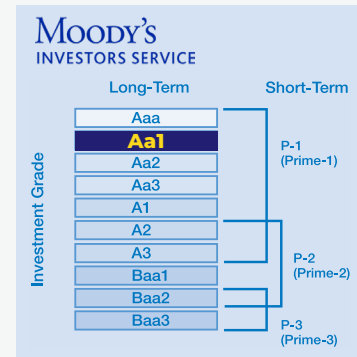 MOODY'S
INVESTORS SERVICE
Long-Term
Short-Term
Investment Grade
Aaa
Aa1
Aa2
Aa3
A1
A2
A3
Baa1
Baa2
Baa3
P-1
(Prime-1)
P-2
(Prime-2)
P-3
(Prime-3)